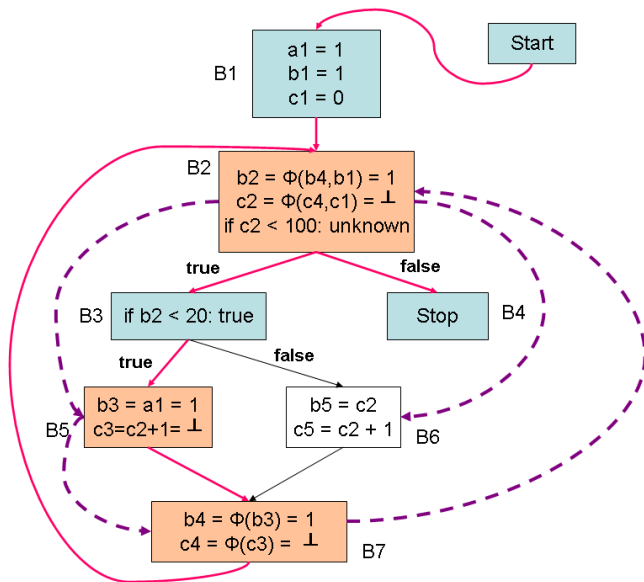 Start
B1
a1 = 1
b1 = 1
c1 = 0
B2
b2 = Φ(b4,b1) = 1
c2 = Φ(c4,c1) = ⊥
if c2 < 100: unknown
true
false
B3
if b2 < 20: true
Stop
B4
true
false
B5
b3 = a1 = 1
c3=c2+1= ⊥
b5 = c2
c5 = c2 + 1
B6
b4 = Φ(b3) = 1
c4 = Φ(c3) = ⊥
B7